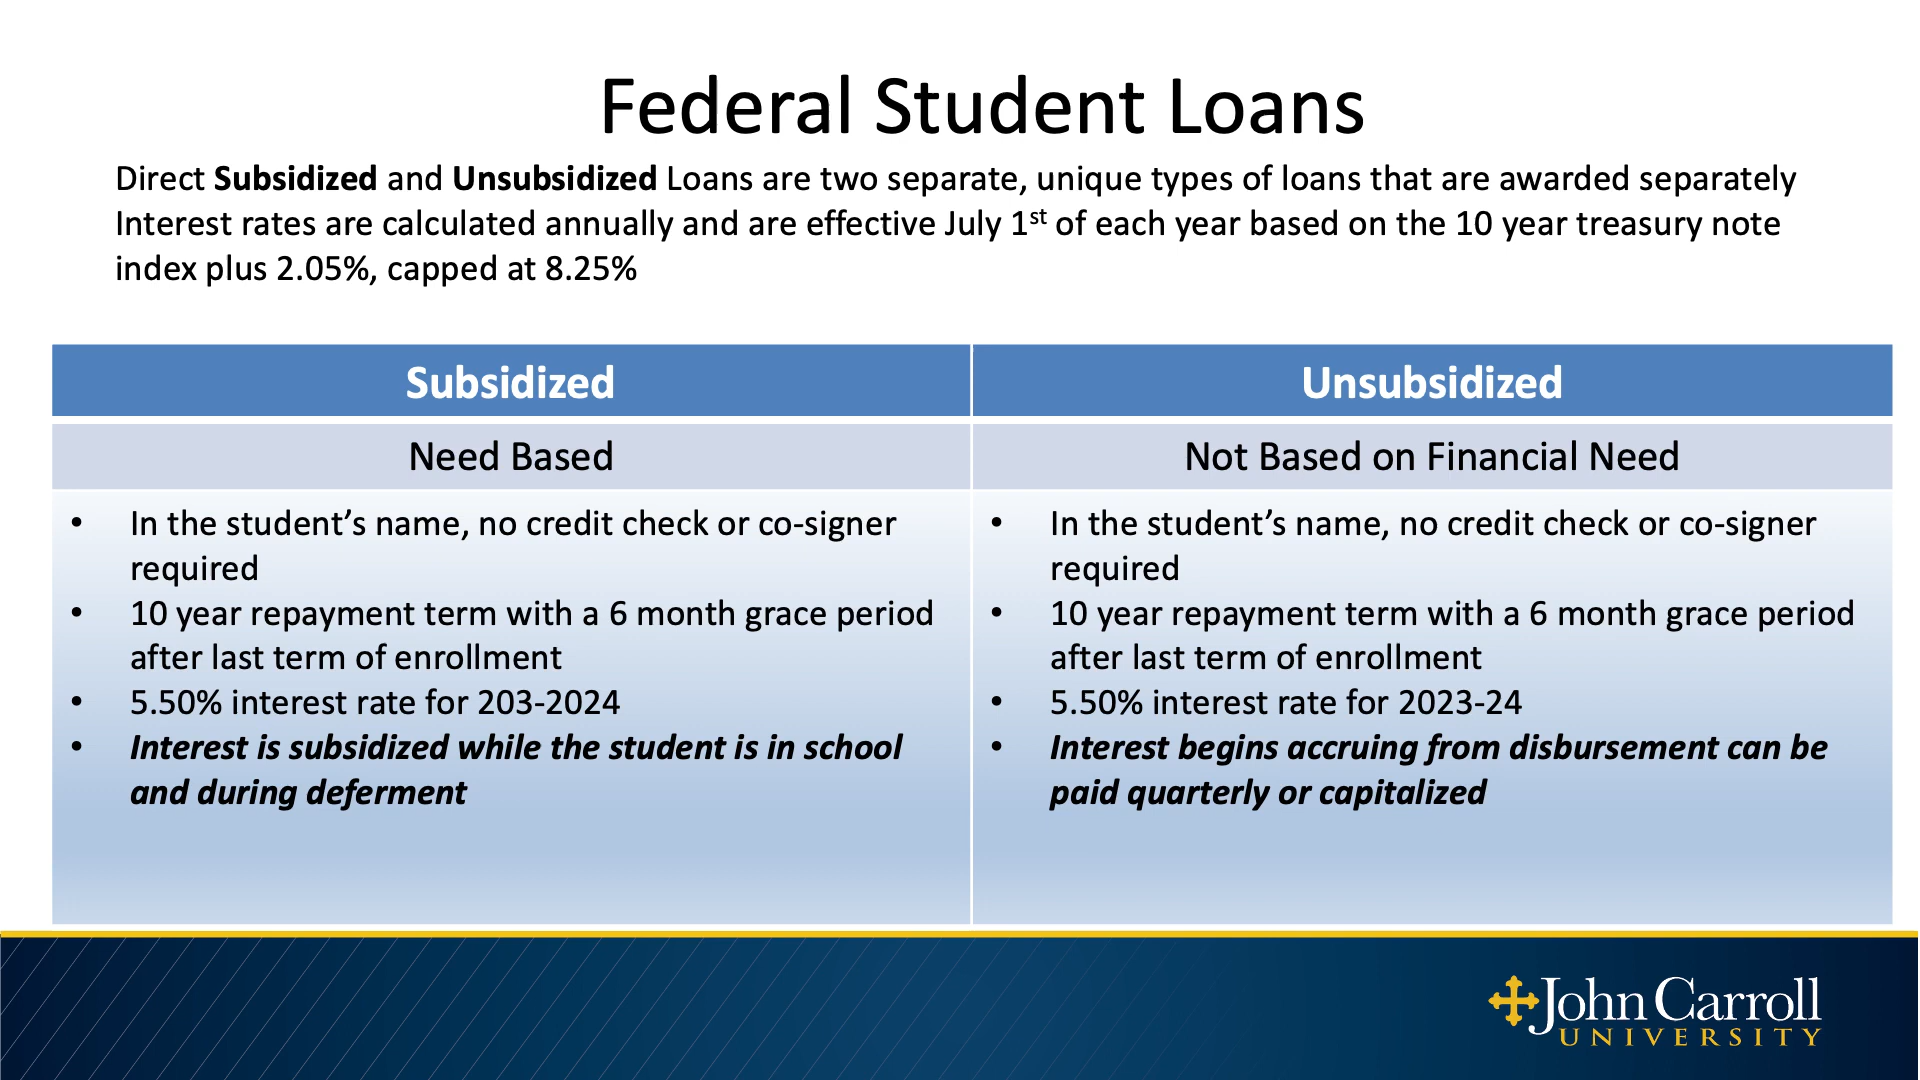 Federal Student Loans
Direct Subsidized and Unsubsidized Loans are two separate, unique types of loans that are awarded separately
Interest rates are calculated annually and are effective July 1st of each year based on the 10 year treasury note
index plus 2.05%, capped at 8.25%
Subsidized
Need Based
• In the student’s name, no credit check or co-signer
required
• 10 year repayment term with a 6 month grace period
after last term of enrollment
• 5.50% interest rate for 203-2024
• Interest is subsidized while the student is in school
and during deferment
Unsubsidized
Not Based on Financial Need
• In the student’s name, no credit check or co-signer
required
• 10 year repayment term with a 6 month grace period
after last term of enrollment
• 5.50% interest rate for 2023-24
• Interest begins accruing from disbursement can be
paid quarterly or capitalized
John Carroll
UNIVERSITY